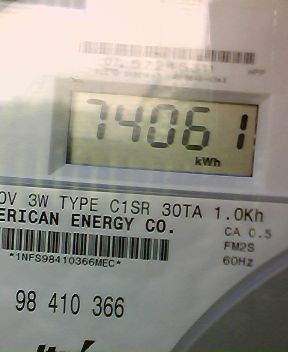 74061
kWh
0V 3W TYPE C1SR 30TA 1.0Kh
ERICAN ENERGY CO. CA 0.5
FM2S
*1NFS98410366MEC* 60Hz
98 410 366